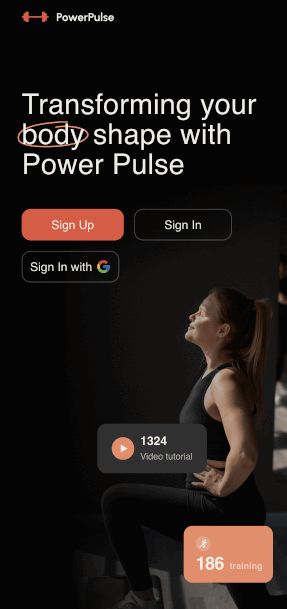 PowerPulse
Transforming your
body shape with
Power Pulse
Sign Up
Sign In
Sign In with
1324
Video tutorial
186 training